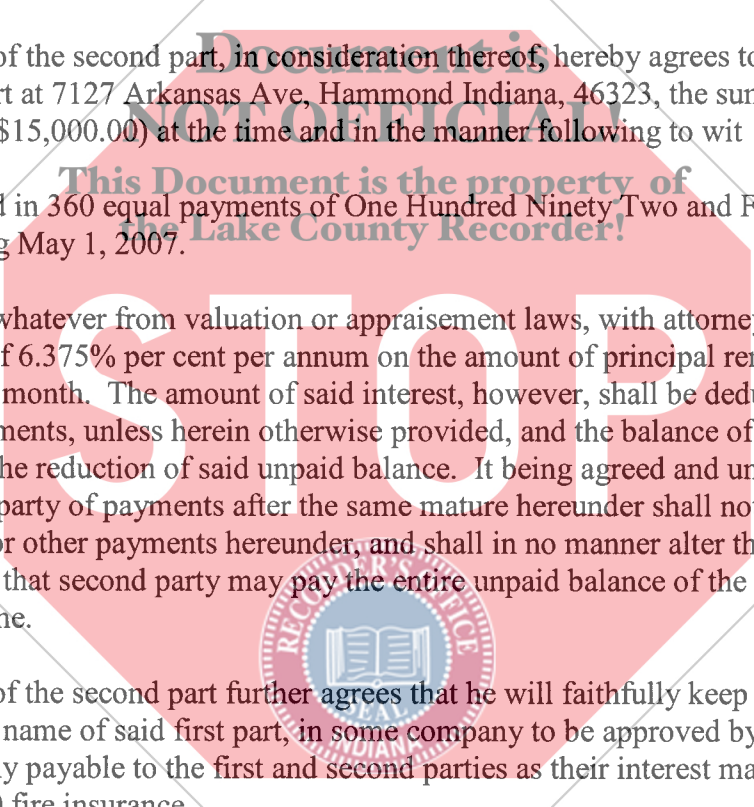 Document is
of the second part, in consideration thereof, hereby agrees to
rt at 7127 Arkansas Ave, Hammond Indiana, 46323, the sum
NOT OFFICIAL!
$15,000.00) at the time and in the manner following to wit
This Document is the property of
d in 360 equal payments of One Hundred Ninety Two and F
the Lake County Recorder!
g May 1, 2007.
STOP
whatever from valuation or appraisement laws, with attorney
f 6.375% per cent per annum on the amount of principal rem
month. The amount of said interest, however, shall be dedu
ments, unless herein otherwise provided, and the balance of
he reduction of said unpaid balance. It being agreed and un
party of payments after the same mature hereunder shall not
or other payments hereunder, and shall in no manner alter th
that second party may pay the entire unpaid balance of the
ne.
RECORDER'S OFFICE
SEAL
INDIANA
of the second part further agrees that he will faithfully keep
name of said first part, in some company to be approved by
ly payable to the first and second parties as their interest ma
) fire insurance